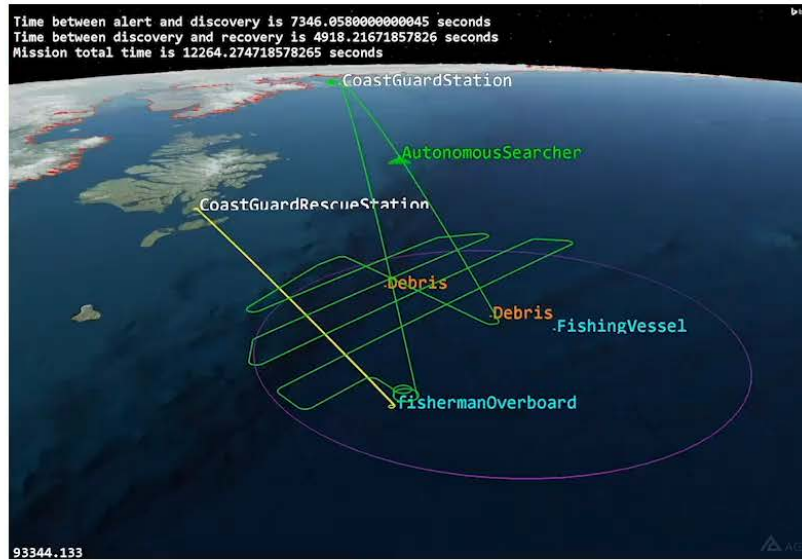 Time between alert and discovery is 7346.0580000000045 seconds
Time between discovery and recovery is 4918.21671857826 seconds
Mission total time is 12264.274718578265 seconds
CoastGuardStation
AutonomousSearcher
CoastGuardRescueStation
Debris
Debris
FishingVessel
fishermanOverboard
93344.133